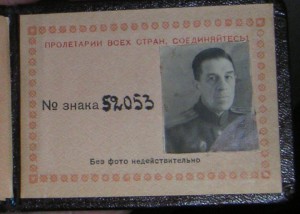 ПРОЛЕТАРИИ ВСЕХ СТРАН, СОЕДИНЯЙТЕСЬ!
№ знака 52053
Без фото недействительно